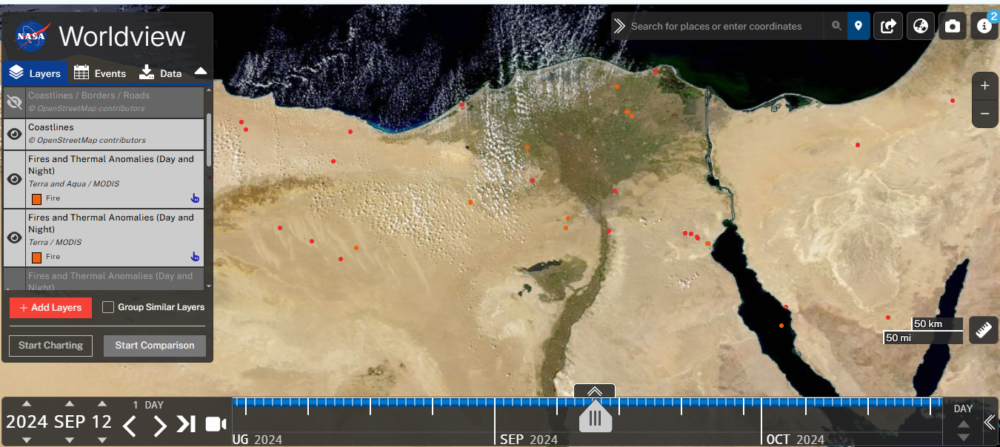 NASA Worldview
Search for places or enter coordinates
2
Layers Events Data
Coastlines / Borders / Roads
© OpenStreetMap contributors
Coastlines
© OpenStreetMap contributors
Fires and Thermal Anomalies (Day and
Night)
Terra and Aqua / MODIS
Fire
Fires and Thermal Anomalies (Day and
Night)
Terra / MODIS
Fire
Fires and Thermal Anomalies (Day and
Night)
+ Add Layers
Group Similar Layers
Start Charting
Start Comparison
50 km
50 mi
1 DAY
2024 SEP 12
UG 2024
SEP 2024
OCT 2024
DAY